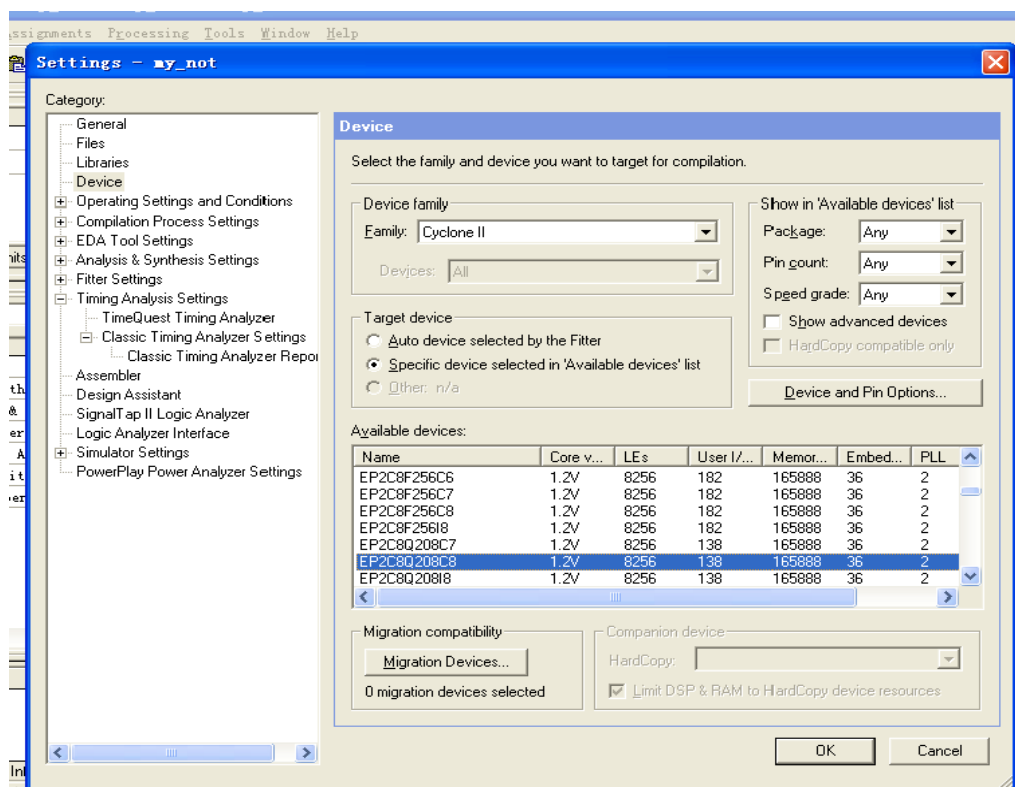 Assignments Processing Tools Window Help
Settings - my_not
Category:
General
Files
Libraries
Device
Operating Settings and Conditions
Compilation Process Settings
EDA Tool Settings
Analysis & Synthesis Settings
Fitter Settings
Timing Analysis Settings
TimeQuest Timing Analyzer
Classic Timing Analyzer Settings
Classic Timing Analyzer Repor
Assembler
Design Assistant
SignalTap II Logic Analyzer
Logic Analyzer Interface
Simulator Settings
PowerPlay Power Analyzer Settings
Device
Select the family and device you want to target for compilation.
Device family
Family: Cyclone II
Devices: All
Show in 'Available devices' list
Package: Any
Pin count: Any
Speed grade: Any
Show advanced devices
HardCopy compatible only
Target device
Auto device selected by the Fitter
Specific device selected in 'Available devices' list
Other: n/a
Device and Pin Options...
Available devices:
Name Core v... LEs User I/... Memor... Embed... PLL
EP2C8F256C6 1.2V 8256 182 165888 36 2
EP2C8F256C7 1.2V 8256 182 165888 36 2
EP2C8F256C8 1.2V 8256 182 165888 36 2
EP2C8F256I8 1.2V 8256 182 165888 36 2
EP2C8Q208C7 1.2V 8256 138 165888 36 2
EP2C8Q208C8 1.2V 8256 138 165888 36 2
EP2C8Q208I8 1.2V 8256 138 165888 36 2
Migration compatibility
Migration Devices...
0 migration devices selected
Companion device
HardCopy:
Limit DSP & RAM to HardCopy device resources
OK Cancel